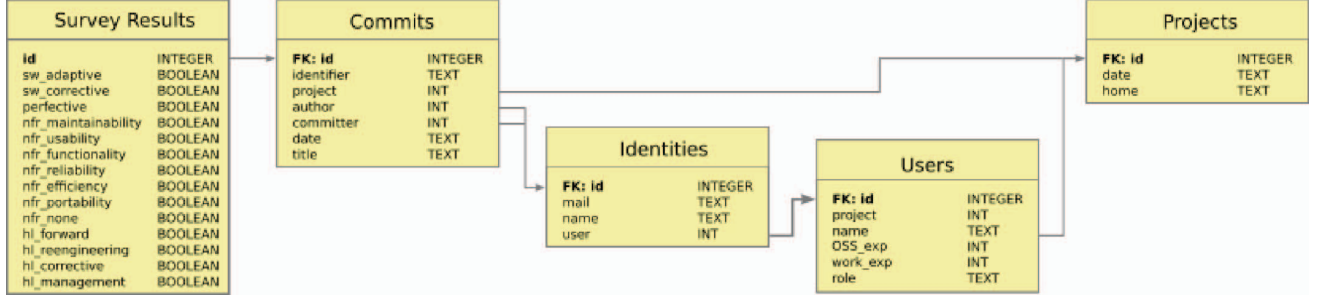 Survey Results
id INTEGER
sw_adaptive BOOLEAN
sw_corrective BOOLEAN
perfective BOOLEAN
nfr_maintainability BOOLEAN
nfr_usability BOOLEAN
nfr_functionality BOOLEAN
nfr_reliability BOOLEAN
nfr_efficiency BOOLEAN
nfr_portability BOOLEAN
nfr_none BOOLEAN
hl_forward BOOLEAN
hl_reengineering BOOLEAN
hl_corrective BOOLEAN
hl_management BOOLEAN
Commits
FK: id INTEGER
identifier TEXT
project INT
author INT
committer INT
date TEXT
title TEXT
Identities
FK: id INTEGER
mail TEXT
name TEXT
user INT
Users
FK: id INTEGER
project INT
name TEXT
OSS_exp INT
work_exp INT
role TEXT
Projects
FK: id INTEGER
date TEXT
home TEXT